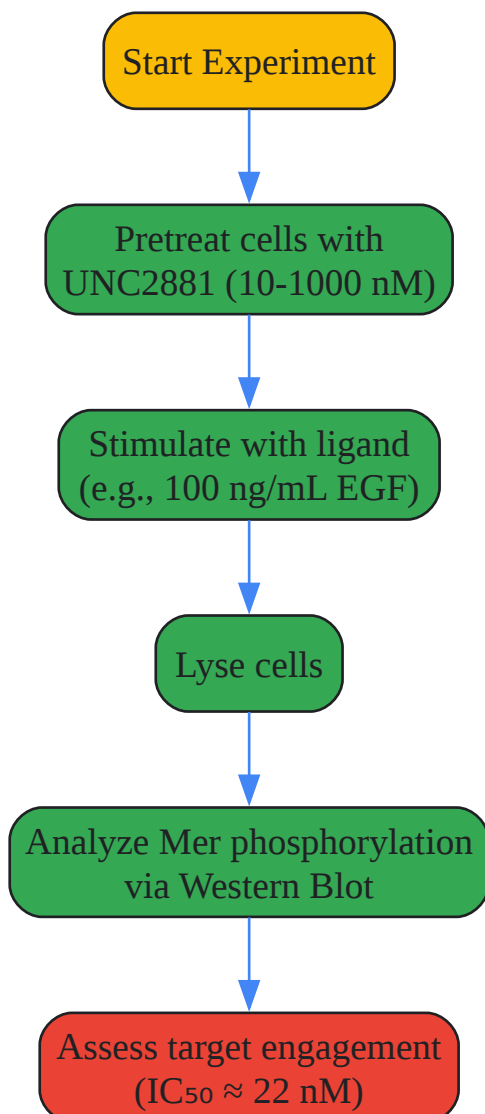 Start Experiment
Pretreat cells with
UNC2881 (10-1000 nM)
Stimulate with ligand
(e.g., 100 ng/mL EGF)
Lyse cells
Analyze Mer phosphorylation
via Western Blot
Assess target engagement
(IC₅₀ ≈ 22 nM)